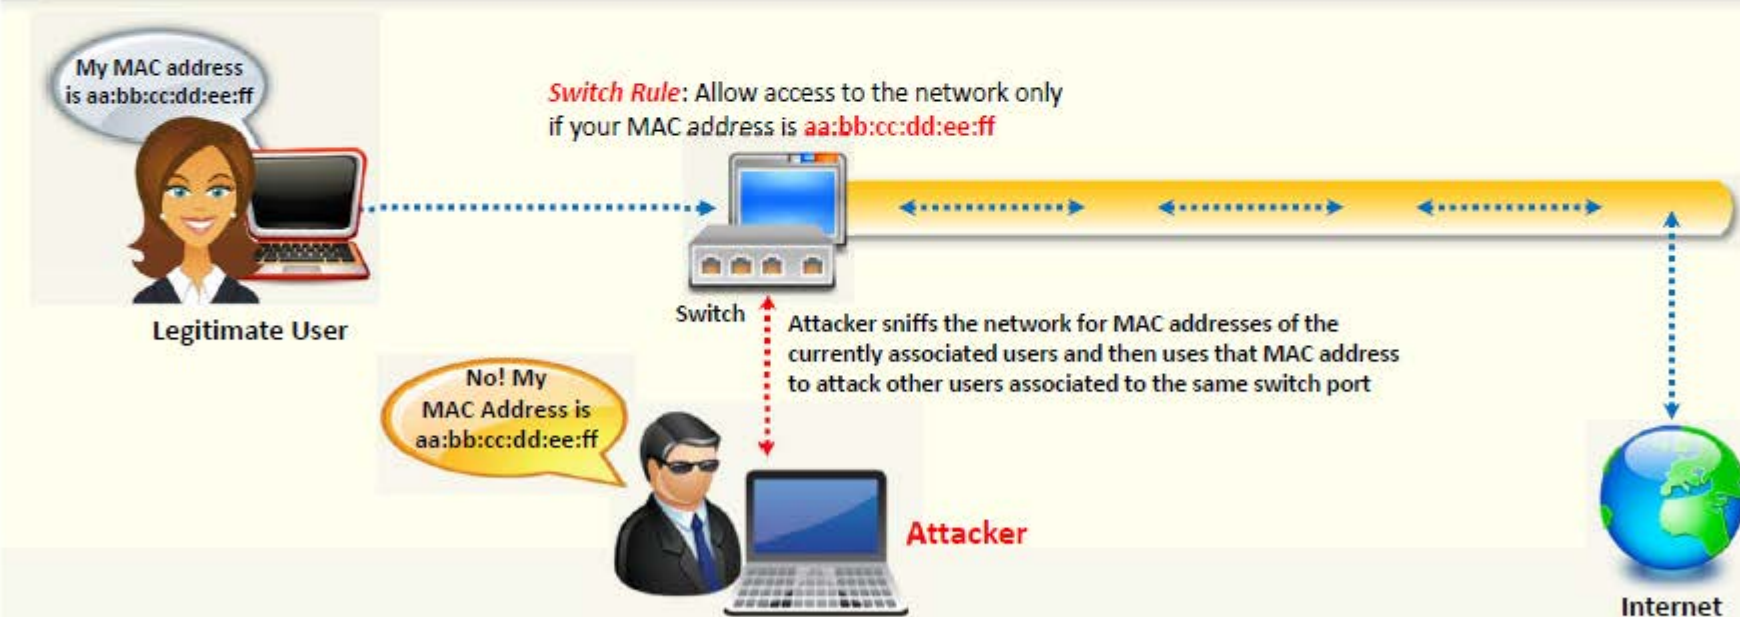 My MAC address
is aa:bb:cc:dd:ee:ff
Switch Rule: Allow access to the network only
if your MAC address is aa:bb:cc:dd:ee:ff
Legitimate User
Switch
Attacker sniffs the network for MAC addresses of the
currently associated users and then uses that MAC address
to attack other users associated to the same switch port
No! My
MAC Address is
aa:bb:cc:dd:ee:ff
Attacker
Internet